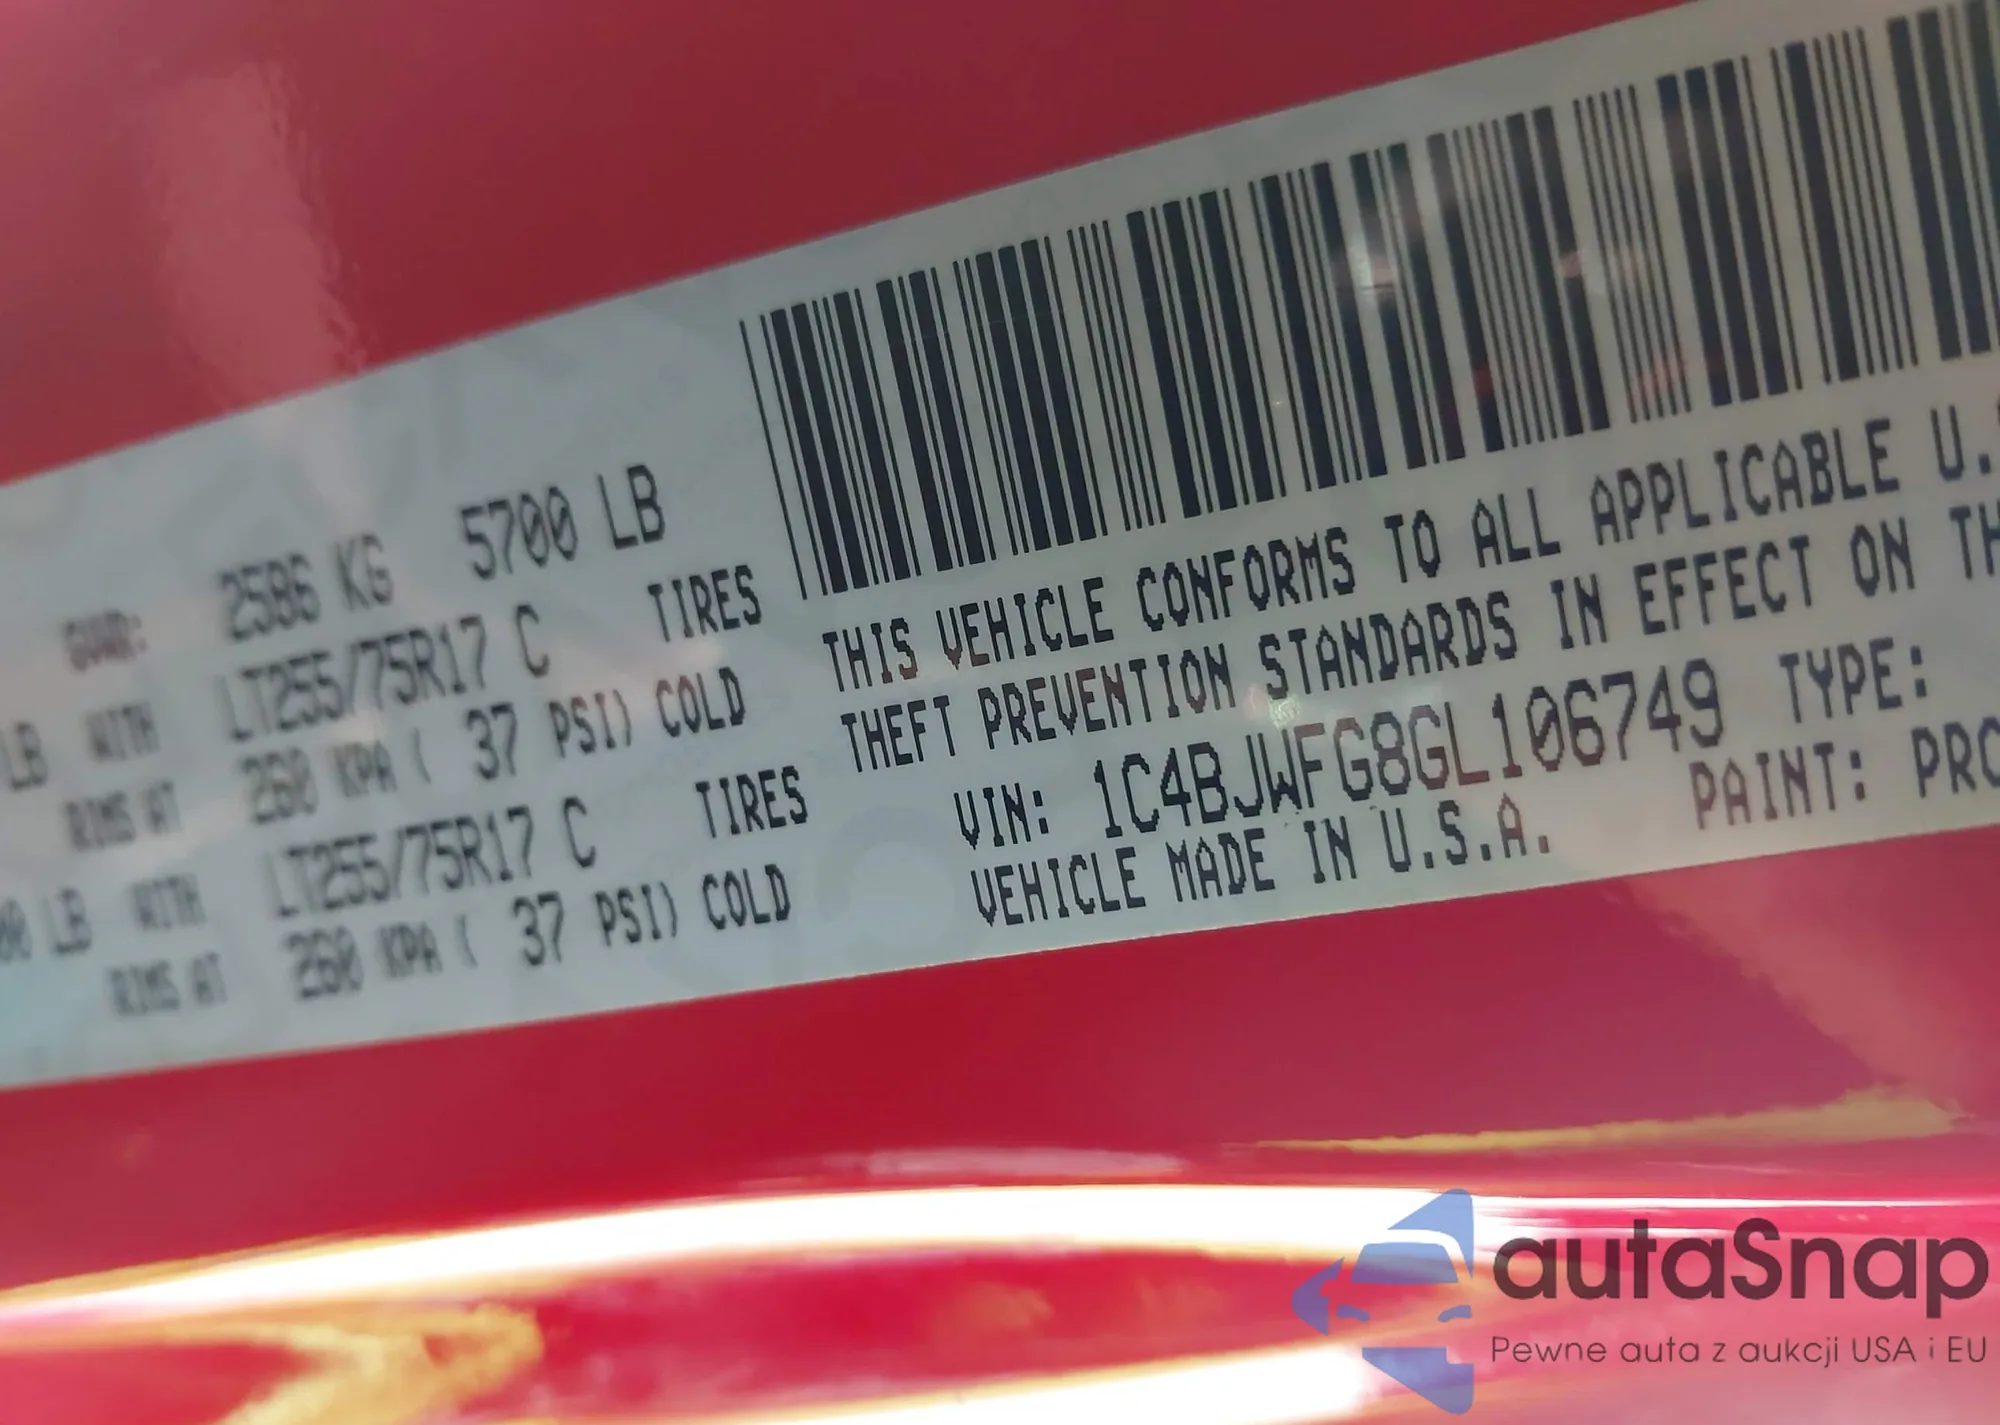 GVWR: 2586 KG 5700 LB
LB WITH LT255/75R17 C TIRES
RIMS AT 260 KPA ( 37 PSI) COLD
00 LB WITH LT255/75R17 C TIRES
RIMS AT 260 KPA ( 37 PSI) COLD
THIS VEHICLE CONFORMS TO ALL APPLICABLE U.
THEFT PREVENTION STANDARDS IN EFFECT ON TH
VIN: 1C4BJWFG8GL106749 TYPE:
VEHICLE MADE IN U.S.A. PAINT: PRC
autaSnap
Pewne auta z aukcji USA i EU